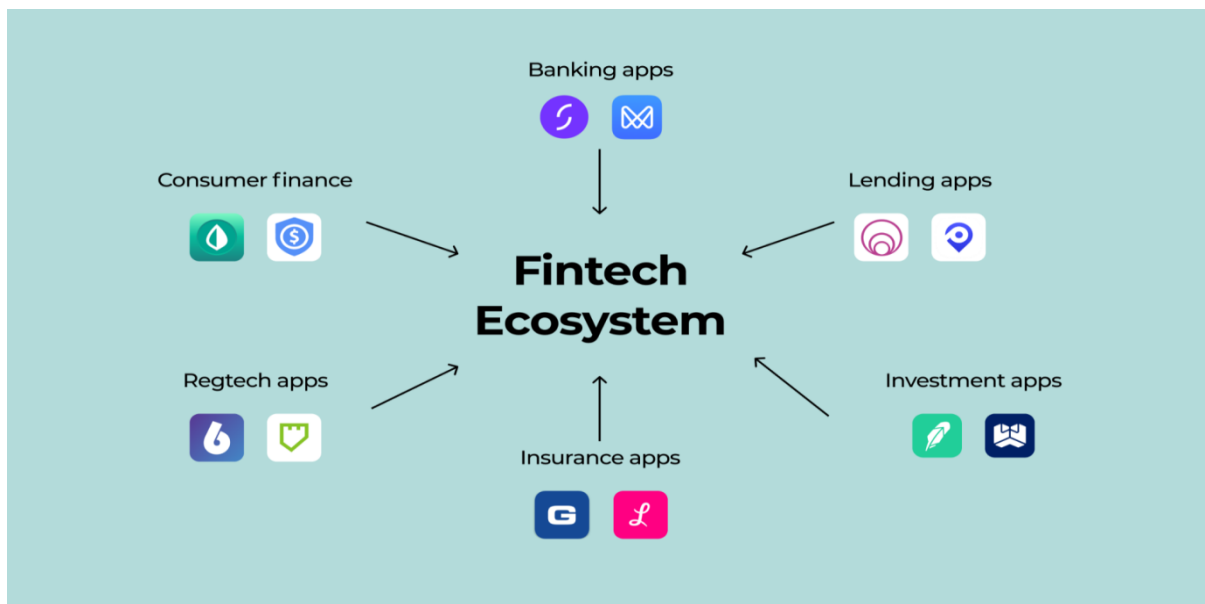 Banking apps
Consumer finance
Lending apps
$
Fintech
Ecosystem
Regtech apps
Investment apps
Insurance apps
G
L